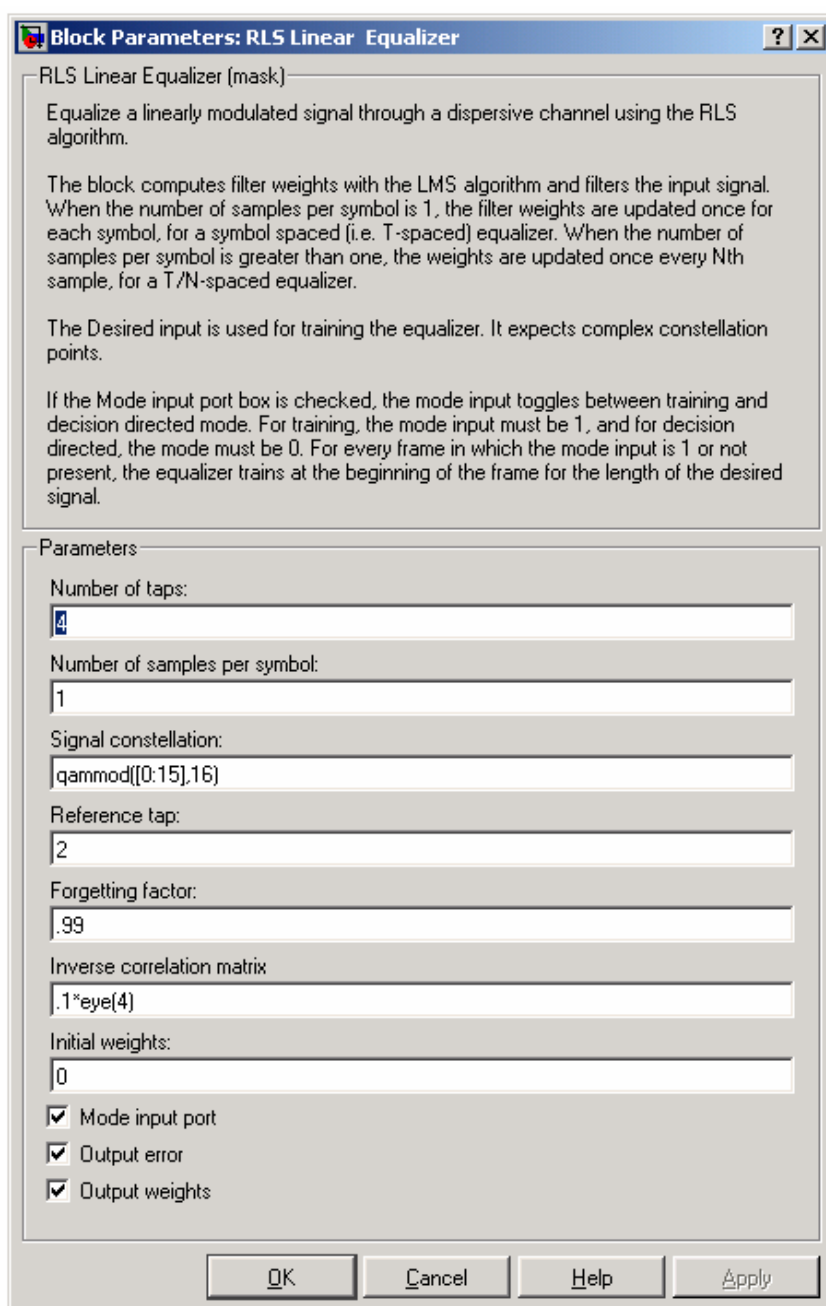 Block Parameters: RLS Linear Equalizer
RLS Linear Equalizer (mask)
Equalize a linearly modulated signal through a dispersive channel using the RLS
algorithm.
The block computes filter weights with the LMS algorithm and filters the input signal.
When the number of samples per symbol is 1, the filter weights are updated once for
each symbol, for a symbol spaced (i.e. T-spaced) equalizer. When the number of
samples per symbol is greater than one, the weights are updated once every Nth
sample, for a T/N-spaced equalizer.
The Desired input is used for training the equalizer. It expects complex constellation
points.
If the Mode input port box is checked, the mode input toggles between training and
decision directed mode. For training, the mode input must be 1, and for decision
directed, the mode must be 0. For every frame in which the mode input is 1 or not
present, the equalizer trains at the beginning of the frame for the length of the desired
signal.
Parameters
Number of taps:
4
Number of samples per symbol:
1
Signal constellation:
qammod([0:15],16)
Reference tap:
2
Forgetting factor:
.99
Inverse correlation matrix
.1*eye(4)
Initial weights:
0
Mode input port
Output error
Output weights
OK Cancel Help Apply